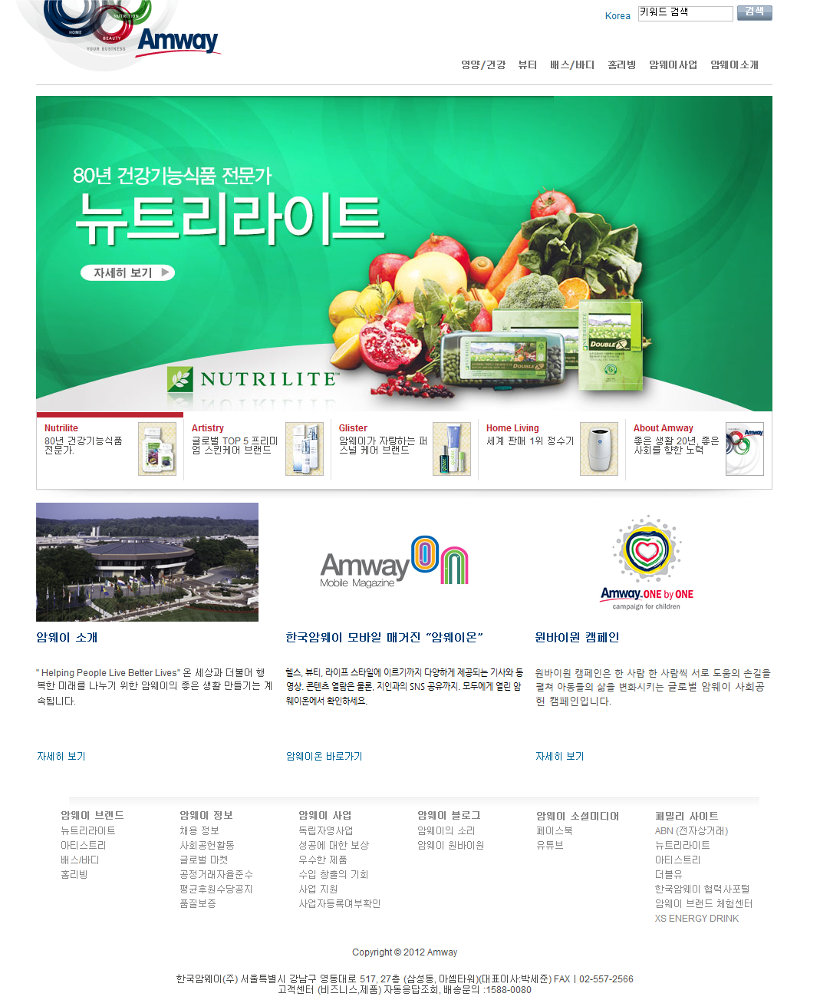 NUTRITION
HOME
BEAUTY
YOUR BUSINESS
Amway
Korea
키워드 검색
검색
영양/건강 뷰티 배스/바디 홈리빙 암웨이사업 암웨이소개
80년 건강기능식품 전문가
뉴트리라이트
자세히 보기
NUTRILITE
DOUBLE X
NUTRILITE™
Nutrilite
80년 건강기능식품
전문가.
Artistry
글로벌 TOP 5 프리미
엄 스킨케어 브랜드
Glister
암웨이가 자랑하는 퍼
스널 케어 브랜드
Home Living
세계 판매 1위 정수기
About Amway
좋은 생활 20년, 좋은
사회를 향한 노력
Amway
Amway ON
Mobile Magazine
Amway ONE by ONE
campaign for children
암웨이 소개
" Helping People Live Better Lives" 온 세상과 더불어 행
복한 미래를 나누기 위한 암웨이의 좋은 생활 만들기는 계
속됩니다.
자세히 보기
한국암웨이 모바일 매거진 "암웨이온"
헬스, 뷰티, 라이프 스타일에 이르기까지 다양하게 제공되는 기사와 동
영상. 콘텐츠 열람은 물론, 지인과의 SNS 공유까지. 모두에게 열린 암
웨이온에서 확인하세요.
암웨이온 바로가기
원바이원 캠페인
원바이원 캠페인은 한 사람 한 사람씩 서로 도움의 손길을
펼쳐 아동들의 삶을 변화시키는 글로벌 암웨이 사회공
헌 캠페인입니다.
자세히 보기
암웨이 브랜드
뉴트리라이트
아티스트리
배스/바디
홈리빙
암웨이 정보
채용 정보
사회공헌활동
글로벌 마켓
공정거래자율준수
평균후원수당공지
품질보증
암웨이 사업
독립자영사업
성공에 대한 보상
우수한 제품
수입 창출의 기회
사업 지원
사업자등록여부확인
암웨이 블로그
암웨이의 소리
암웨이 원바이원
암웨이 소셜미디어
페이스북
유튜브
패밀리 사이트
ABN (전자상거래)
뉴트리라이트
아티스트리
더블유
한국암웨이 협력사포털
암웨이 브랜드 체험센터
XS ENERGY DRINK
Copyright © 2012 Amway
한국암웨이(주) 서울특별시 강남구 영동대로 517, 27층 (삼성동, 아셈타워)(대표이사:박세준) FAX ㅣ 02-557-2566
고객센터 (비즈니스,제품) 자동응답조회, 배송문의 :1588-0080